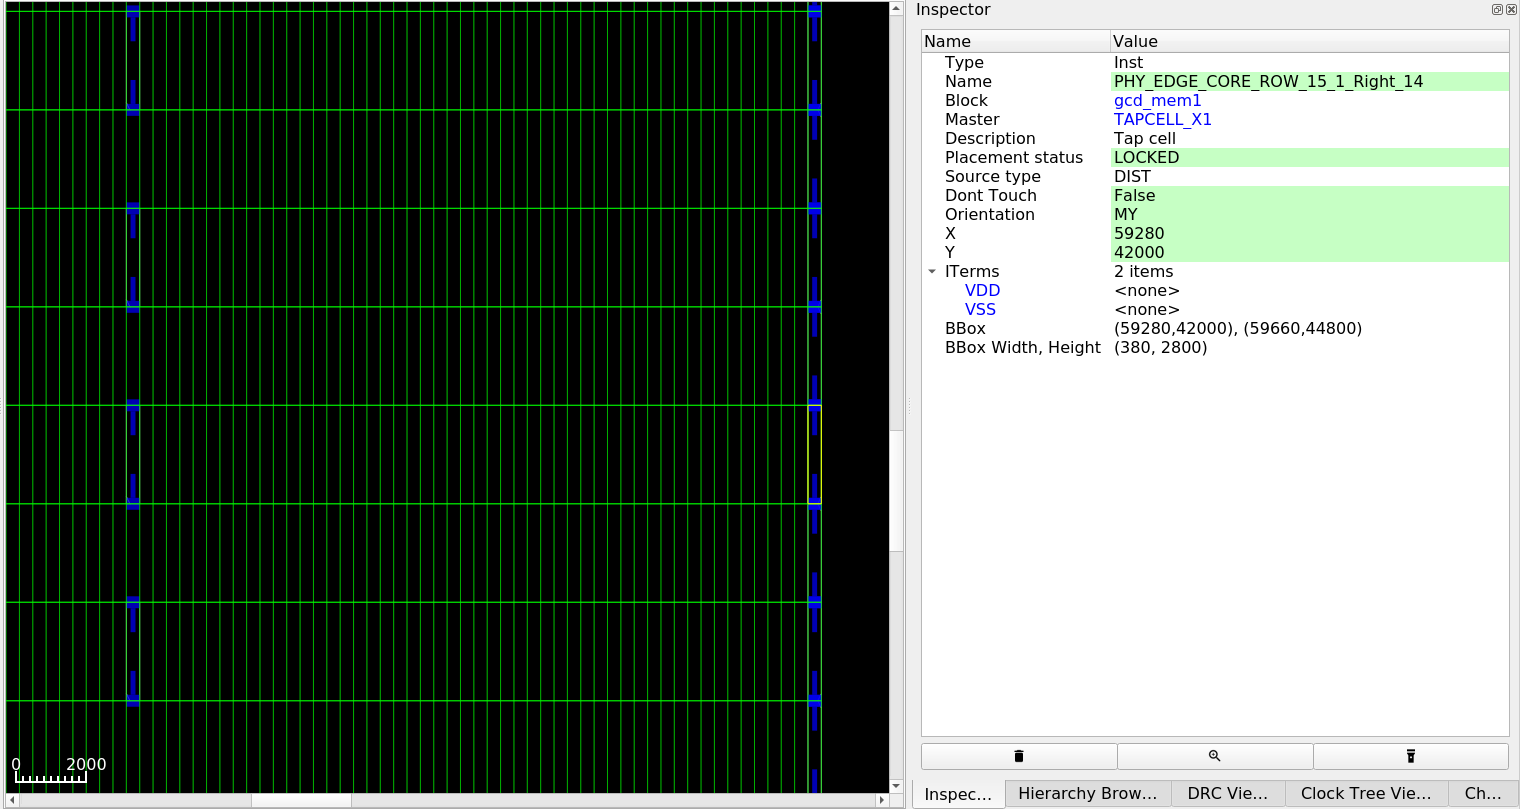 Inspector
Name Value
Type Inst
Name PHY_EDGE_CORE_ROW_15_1_Right_14
Block gcd_mem1
Master TAPCELL_X1
Description Tap cell
Placement status LOCKED
Source type DIST
Dont Touch False
Orientation MY
X 59280
Y 42000
ITerms 2 items
VDD <none>
VSS <none>
BBox (59280,42000), (59660,44800)
BBox Width, Height (380, 2800)
0 2000
Inspec... Hierarchy Brow... DRC Vie... Clock Tree Vie... Ch...